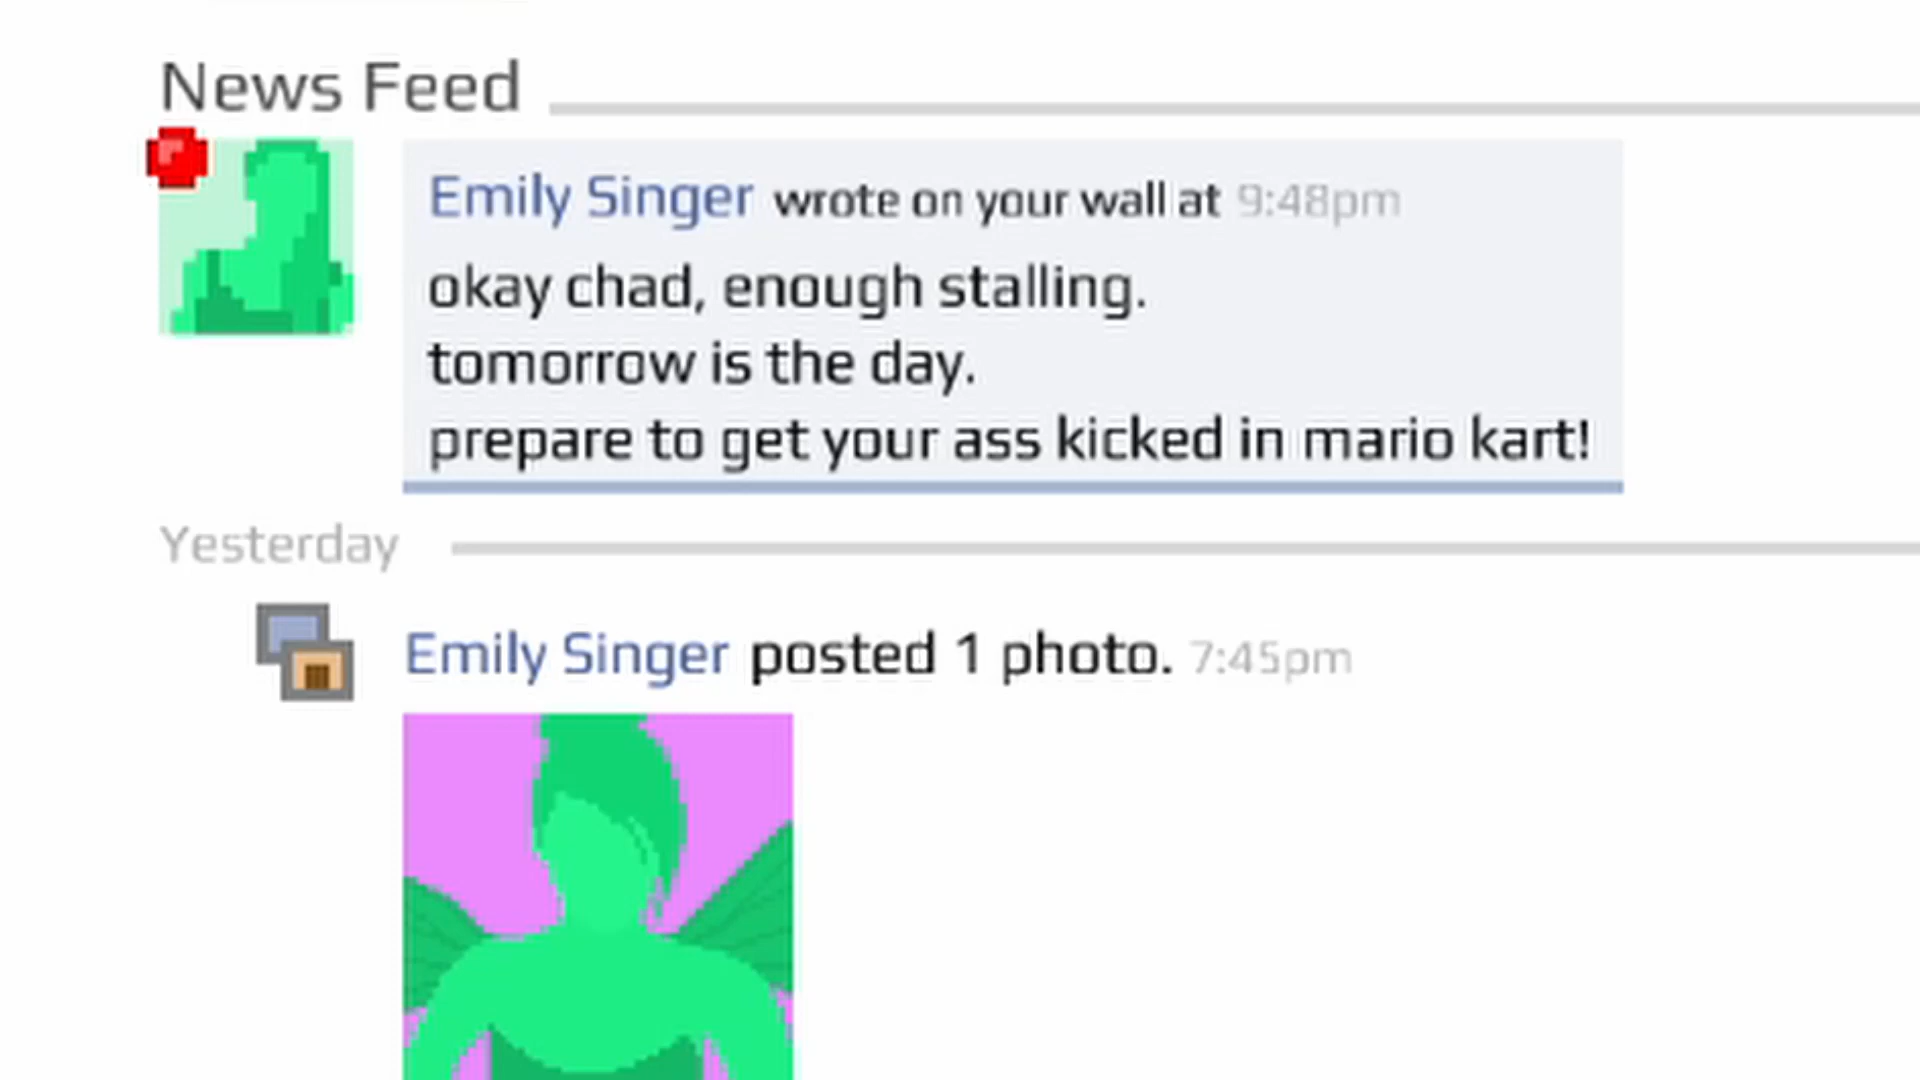 News Feed
Emily Singer wrote on your wall at 9:48pm
okay chad, enough stalling.
tomorrow is the day.
prepare to get your ass kicked in mario kart!
Yesterday
Emily Singer posted 1 photo. 7:45pm